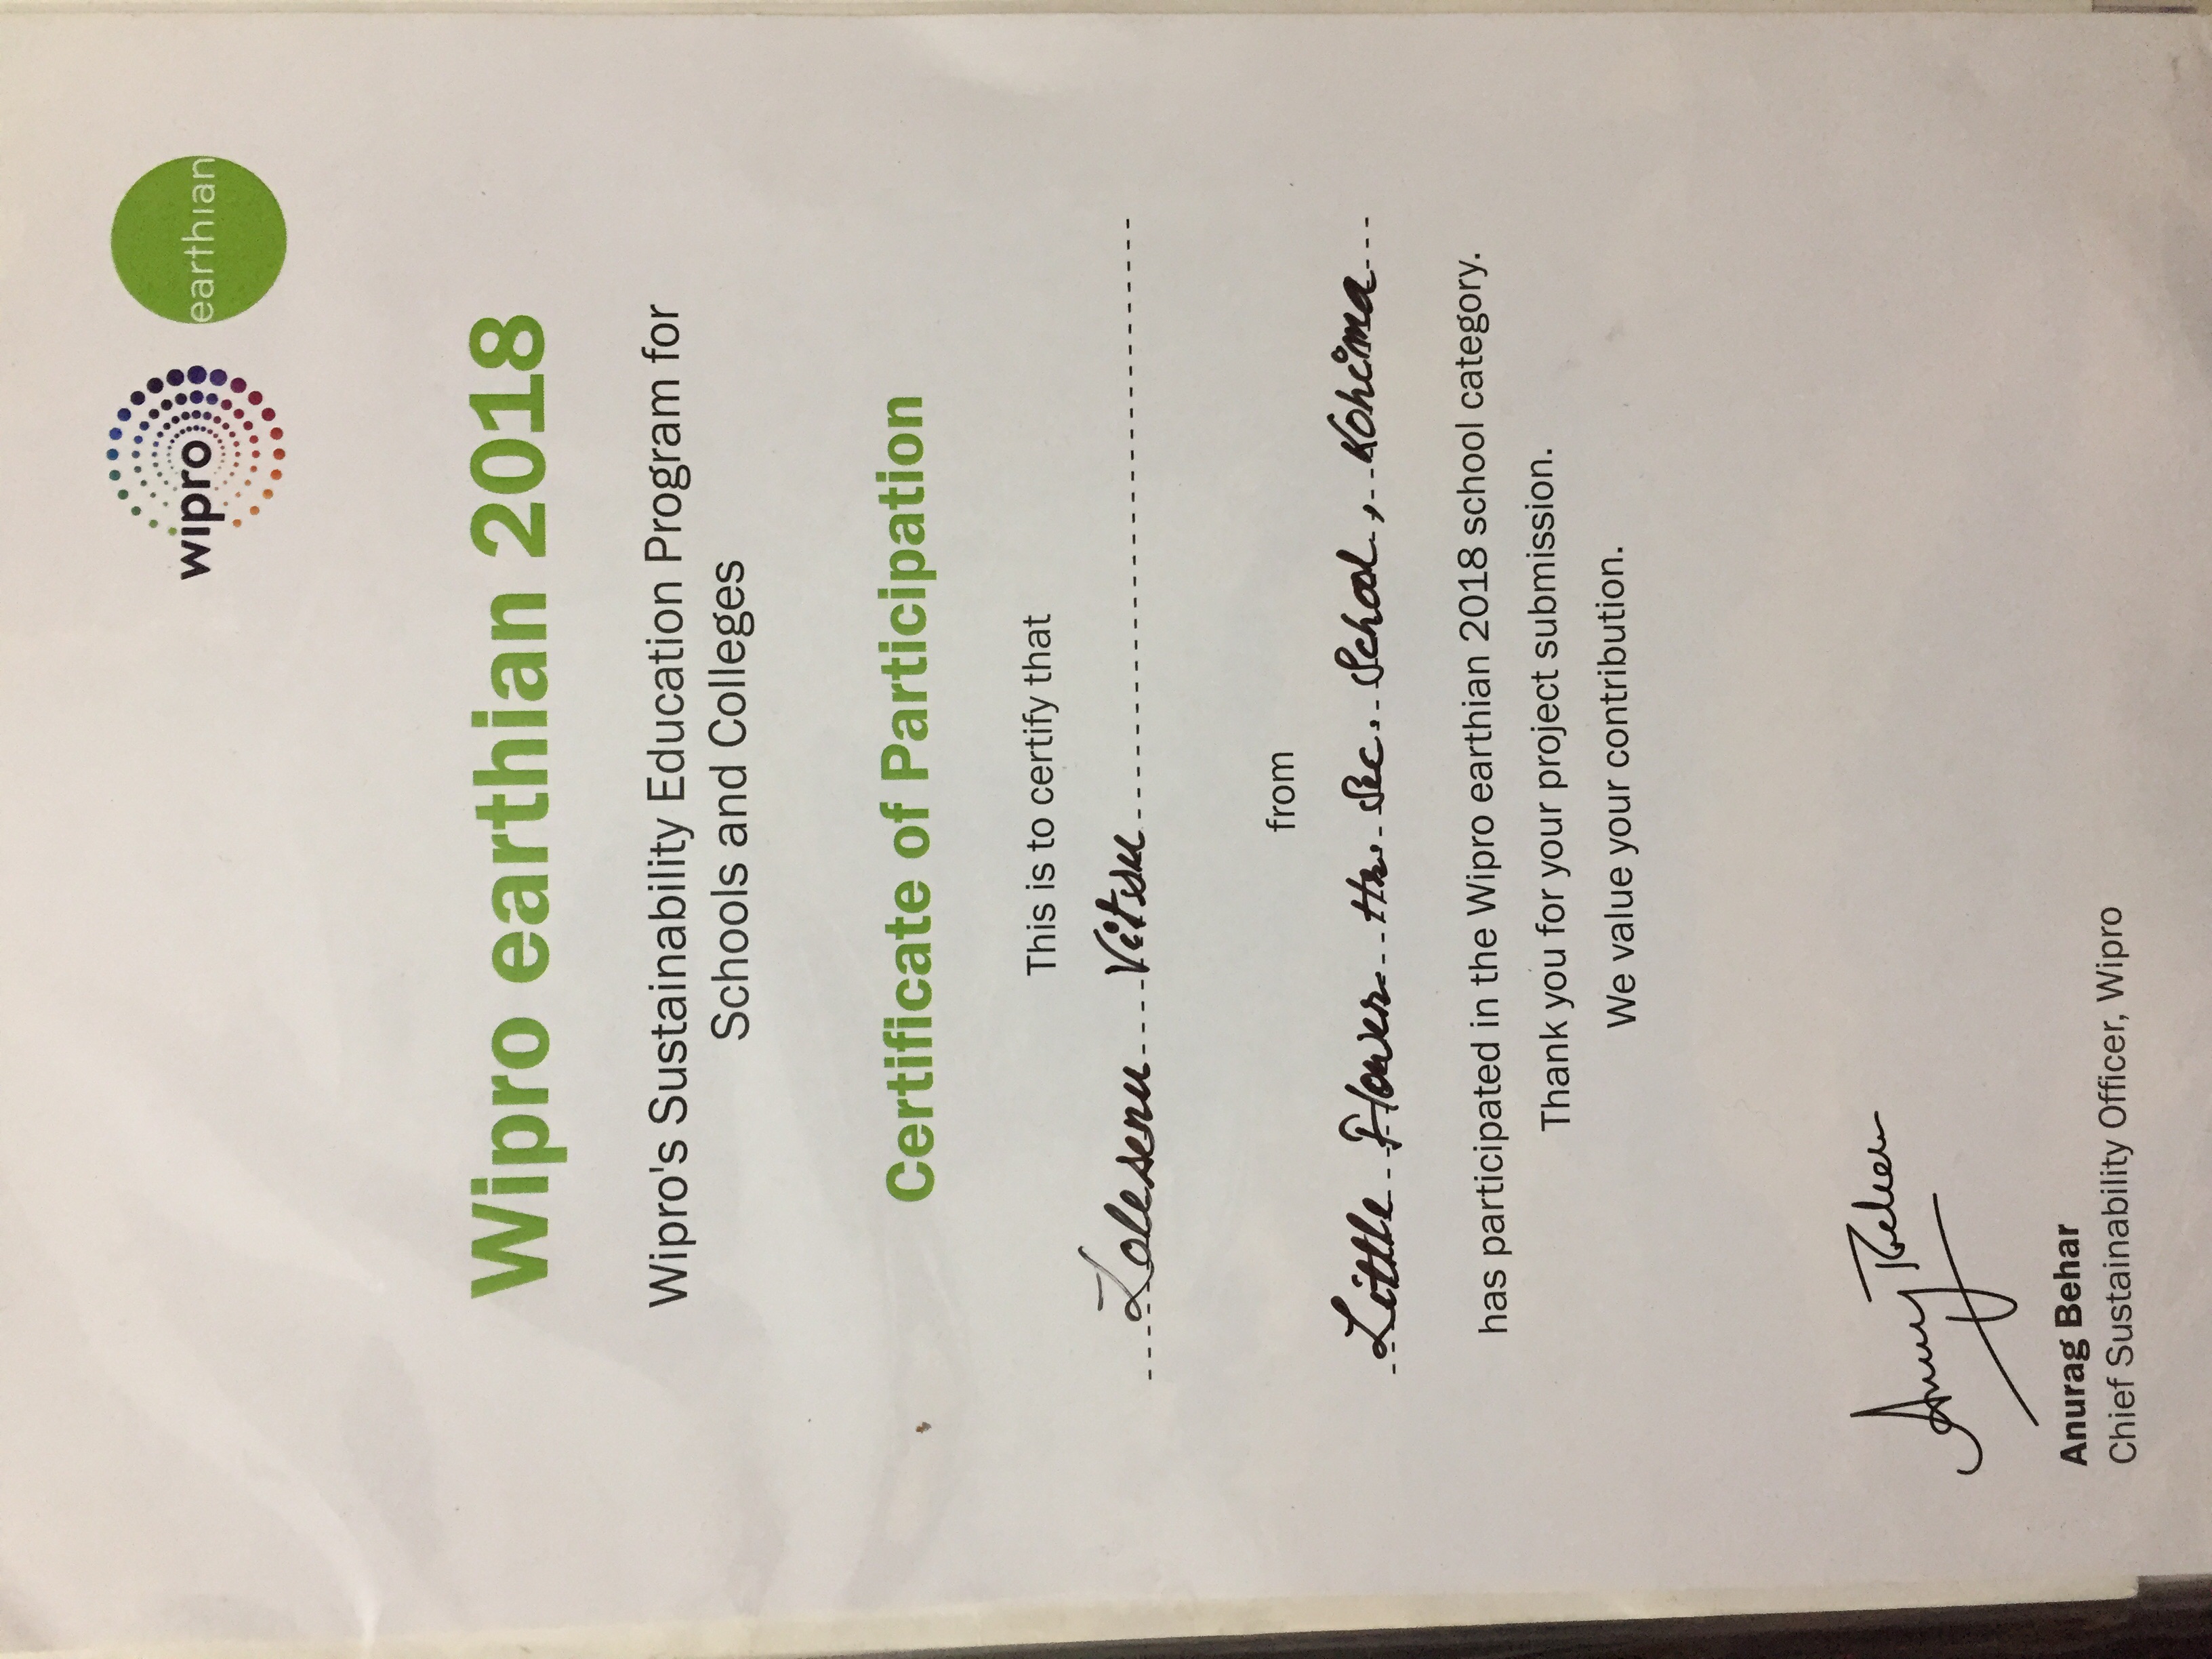 wipro
earthian
Wipro earthian 2018
Wipro's Sustainability Education Program for
Schools and Colleges
Certificate of Participation
This is to certify that
Vitsu
from
Little Flower Hr. Sec. School, Kohima
has participated in the Wipro earthian 2018 school category.
Thank you for your project submission.
We value your contribution.
Anurag Behar
Chief Sustainability Officer, Wipro